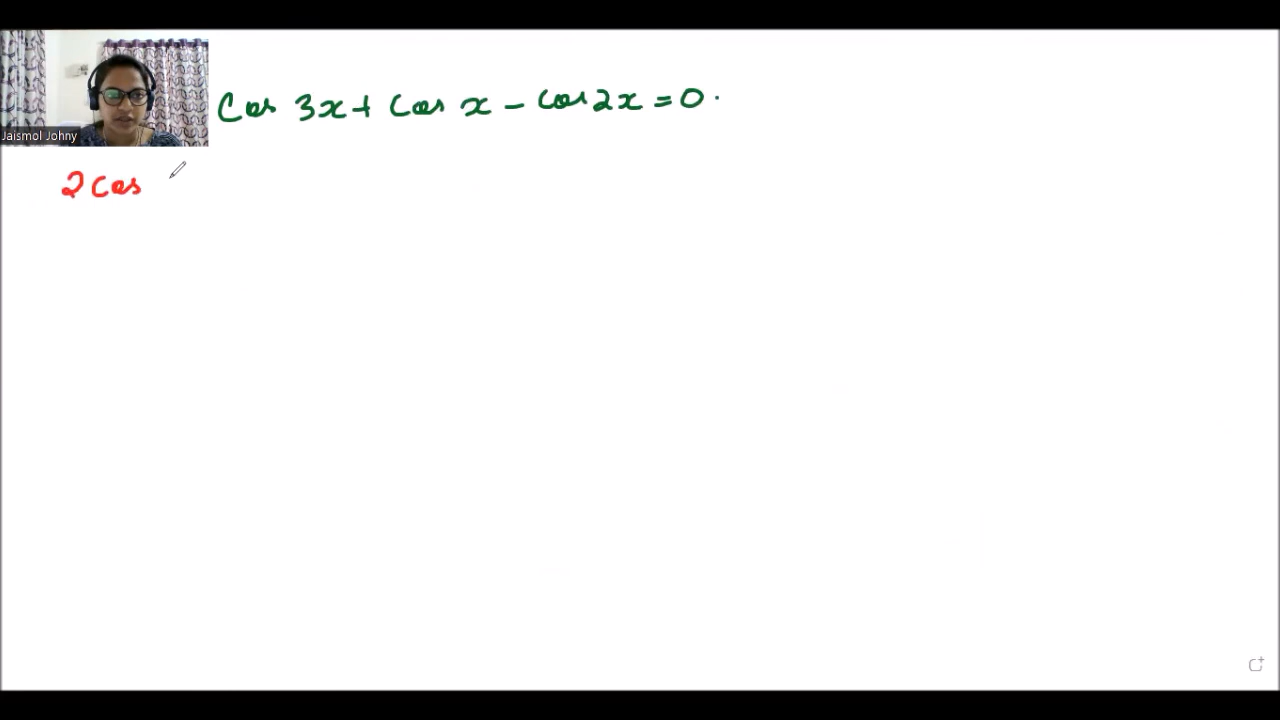 Cos 3x + Cos x - Cos 2x = 0.
Jaismol Johny
2 Cos